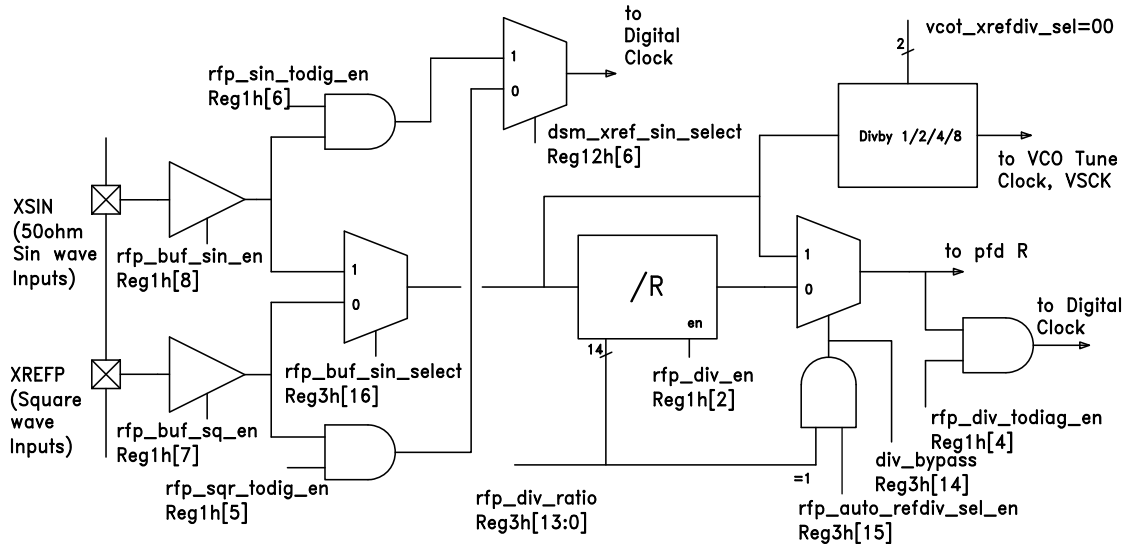 to
Digital
Clock
vcot_xrefdiv_sel=00
2
1
0
rfp_sin_todig_en
Reg1h[6]
dsm_xref_sin_select
Reg12h[6]
Divby 1/2/4/8
to VCO Tune
Clock, VSCK
XSIN
(50ohm
Sin wave
Inputs)
rfp_buf_sin_en
Reg1h[8]
1
0
/R
en
14
1
0
to pfd R
to Digital
Clock
rfp_buf_sin_select
Reg3h[16]
rfp_div_en
Reg1h[2]
XREFP
(Square
wave
Inputs)
rfp_buf_sq_en
Reg1h[7]
rfp_div_todiag_en
Reg1h[4]
div_bypass
Reg3h[14]
=1
rfp_sqr_todig_en
Reg1h[5]
rfp_div_ratio
Reg3h[13:0]
rfp_auto_refdiv_sel_en
Reg3h[15]